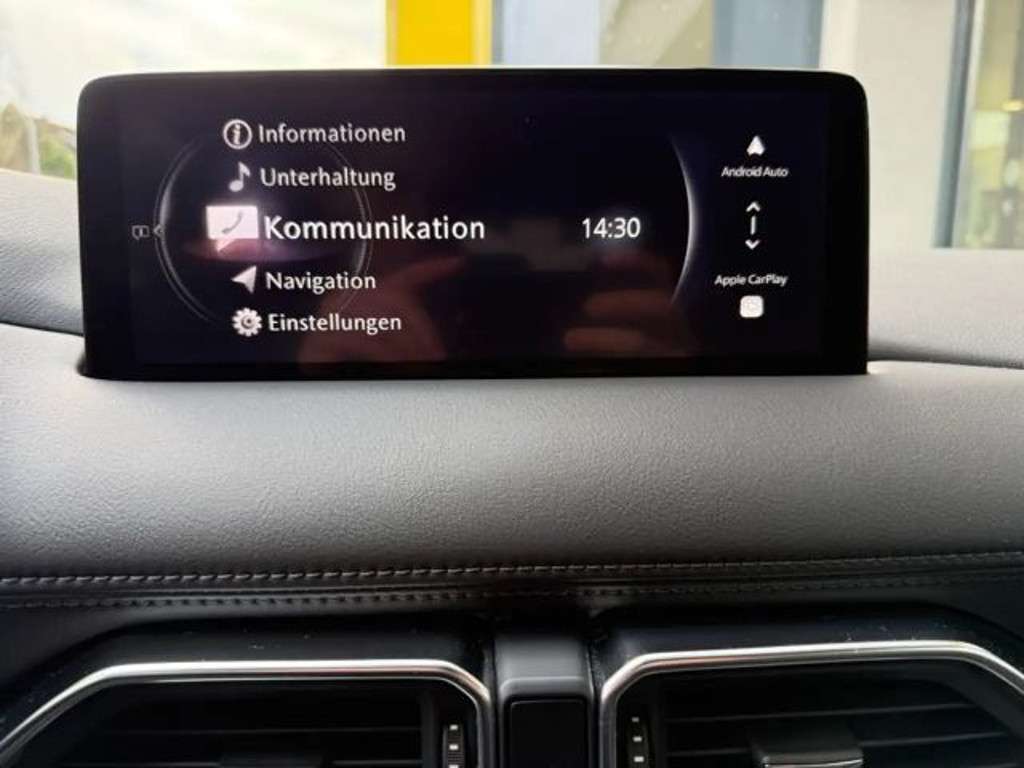 Informationen
Unterhaltung
Kommunikation
14:30
Navigation
Einstellungen
Android Auto
Apple CarPlay